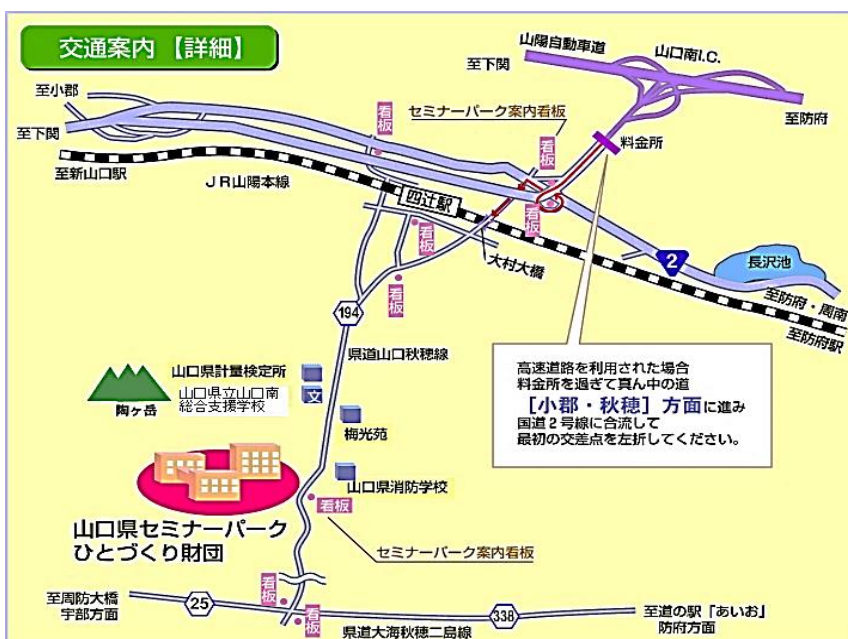 交通案内【詳細】
山陽自動車道
山口南I.C.
至下関
至防府
至小郡
至下関
看板
セミナーパーク案内看板
看板
料金所
至新山口駅
JR山陽本線
四辻駅
看板
看板
大村大橋
2
長沢池
看板
至防府・周南
至防府駅
194
県道山口秋穂線
高速道路を利用された場合
料金所を過ぎて真ん中の道
[小郡・秋穂]方面に進み
国道2号線に合流して
最初の交差点を左折してください。
山口県計量検定所
山口県立山口南
総合支援学校
文
陶ヶ岳
梅光苑
山口県消防学校
看板
山口県セミナーパーク
ひとづくり財団
セミナーパーク案内看板
看板
至周防大橋
宇部方面
25
看板
338
県道大海秋穂二島線
至道の駅「あいお」
防府方面